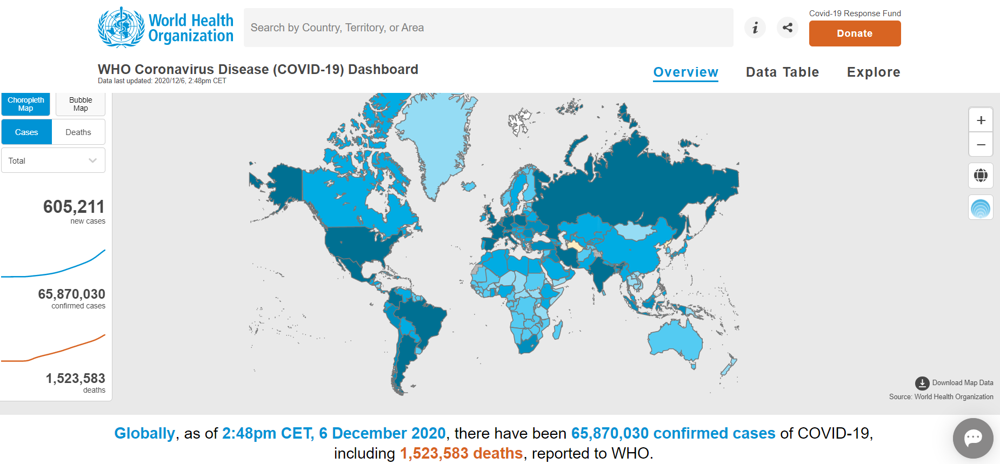 World Health
Organization
Search by Country, Territory, or Area
i
Covid-19 Response Fund
Donate
WHO Coronavirus Disease (COVID-19) Dashboard
Data last updated: 2020/12/6, 2:48pm CET
Overview
Data Table
Explore
Choropleth
Map
Bubble
Map
Cases
Deaths
Total
605,211
new cases
65,870,030
confirmed cases
1,523,583
deaths
+
−
Download Map Data
Source: World Health Organization
Globally, as of 2:48pm CET, 6 December 2020, there have been 65,870,030 confirmed cases of COVID-19,
including 1,523,583 deaths, reported to WHO.